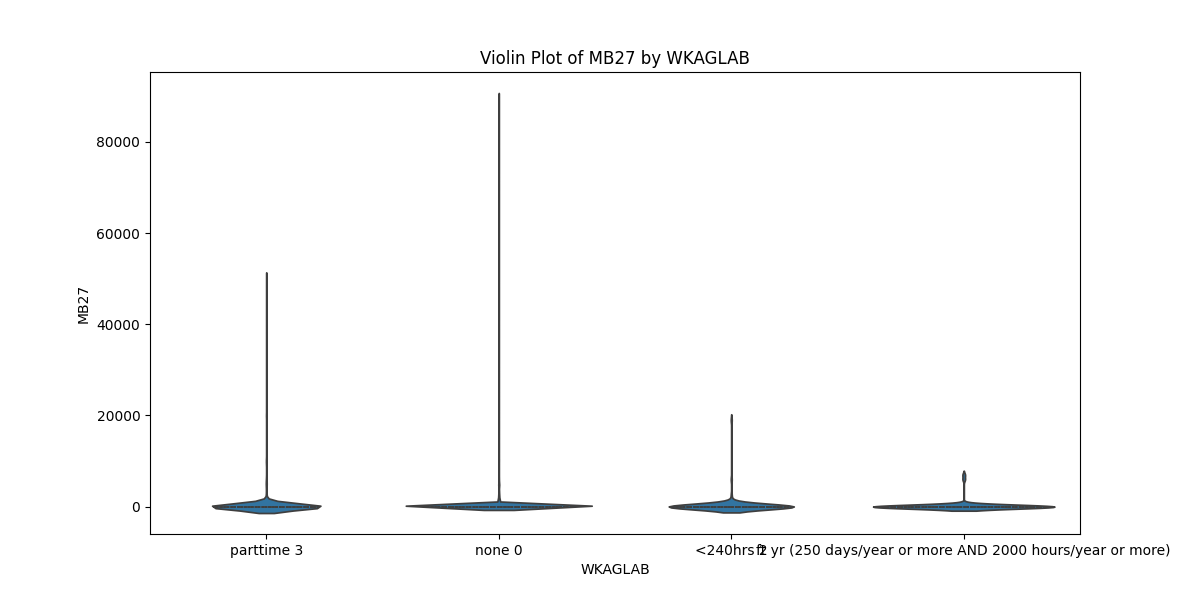 Violin Plot of MB27 by WKAGLAB
80000
60000
40000
20000
0
MB27
parttime 3
none 0
<240hrs 2
ft yr (250 days/year or more AND 2000 hours/year or more)
WKAGLAB